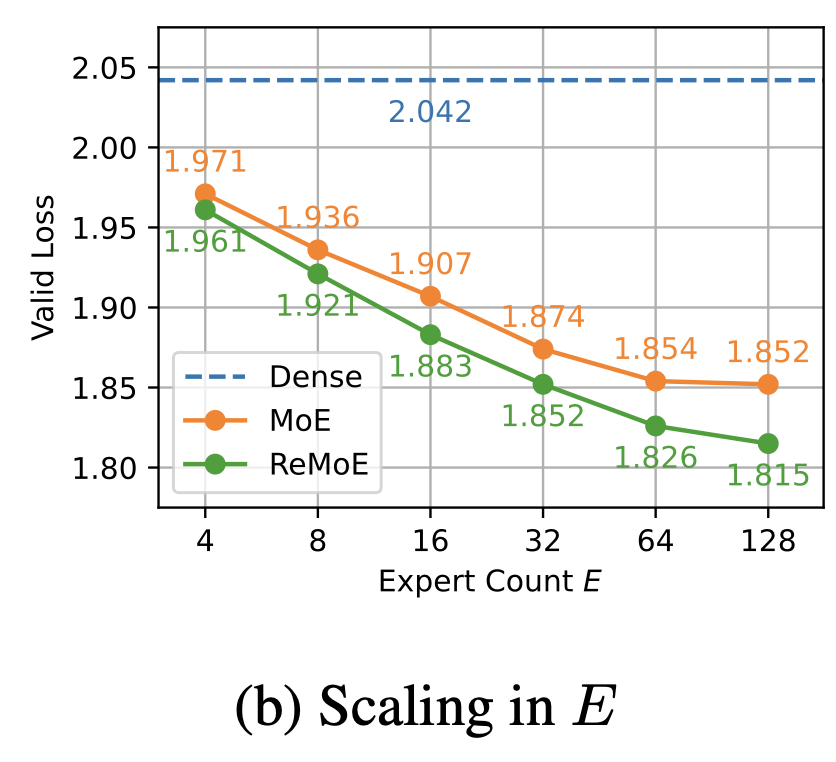 2.05
2.042
2.00
1.971
1.936
1.95
1.961
1.907
1.921
1.90
1.874
1.883
1.854
1.852
1.85
1.852
1.826
1.815
1.80
Valid Loss
Dense
MoE
ReMoE
4 8 16 32 64 128
Expert Count E
(b) Scaling in E